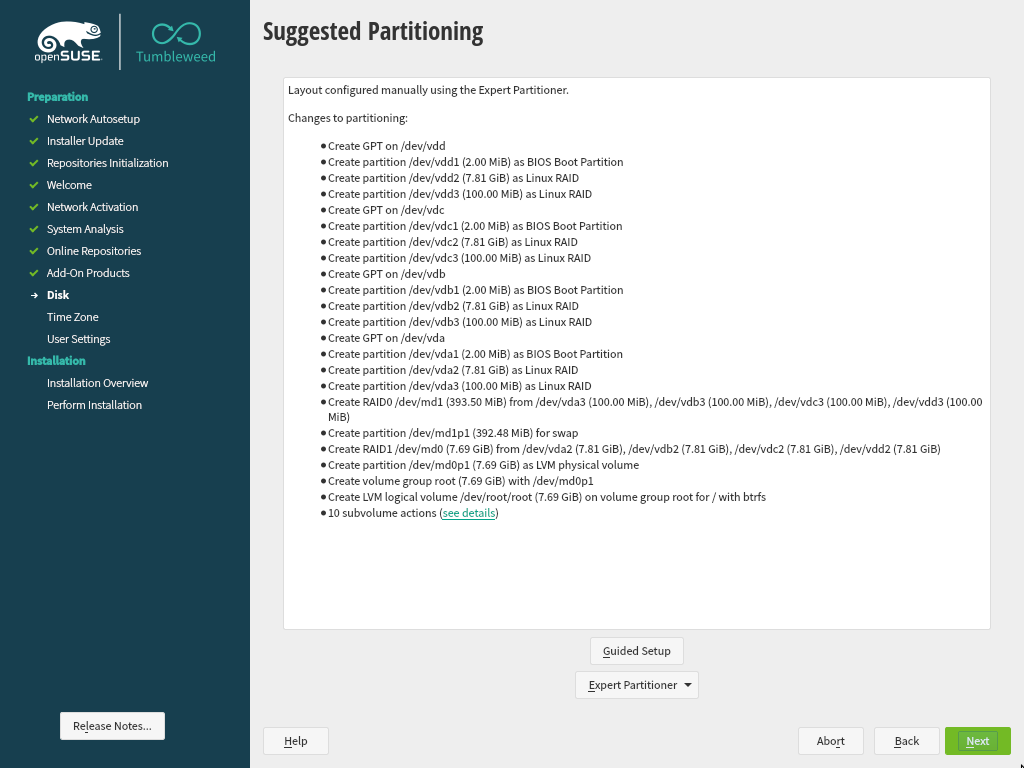 openSUSE
Tumbleweed
Preparation
Network Autosetup
Installer Update
Repositories Initialization
Welcome
Network Activation
System Analysis
Online Repositories
Add-On Products
Disk
Time Zone
User Settings
Installation
Installation Overview
Perform Installation
Release Notes...
Suggested Partitioning
Layout configured manually using the Expert Partitioner.
Changes to partitioning:
Create GPT on /dev/vdd
Create partition /dev/vdd1 (2.00 MiB) as BIOS Boot Partition
Create partition /dev/vdd2 (7.81 GiB) as Linux RAID
Create partition /dev/vdd3 (100.00 MiB) as Linux RAID
Create GPT on /dev/vdc
Create partition /dev/vdc1 (2.00 MiB) as BIOS Boot Partition
Create partition /dev/vdc2 (7.81 GiB) as Linux RAID
Create partition /dev/vdc3 (100.00 MiB) as Linux RAID
Create GPT on /dev/vdb
Create partition /dev/vdb1 (2.00 MiB) as BIOS Boot Partition
Create partition /dev/vdb2 (7.81 GiB) as Linux RAID
Create partition /dev/vdb3 (100.00 MiB) as Linux RAID
Create GPT on /dev/vda
Create partition /dev/vda1 (2.00 MiB) as BIOS Boot Partition
Create partition /dev/vda2 (7.81 GiB) as Linux RAID
Create partition /dev/vda3 (100.00 MiB) as Linux RAID
Create RAID0 /dev/md1 (393.50 MiB) from /dev/vda3 (100.00 MiB), /dev/vdb3 (100.00 MiB), /dev/vdc3 (100.00 MiB), /dev/vdd3 (100.00
MiB)
Create partition /dev/md1p1 (392.48 MiB) for swap
Create RAID1 /dev/md0 (7.69 GiB) from /dev/vda2 (7.81 GiB), /dev/vdb2 (7.81 GiB), /dev/vdc2 (7.81 GiB), /dev/vdd2 (7.81 GiB)
Create partition /dev/md0p1 (7.69 GiB) as LVM physical volume
Create volume group root (7.69 GiB) with /dev/md0p1
Create LVM logical volume /dev/root/root (7.69 GiB) on volume group root for / with btrfs
10 subvolume actions (see details)
Guided Setup
Expert Partitioner
Help
Abort
Back
Next